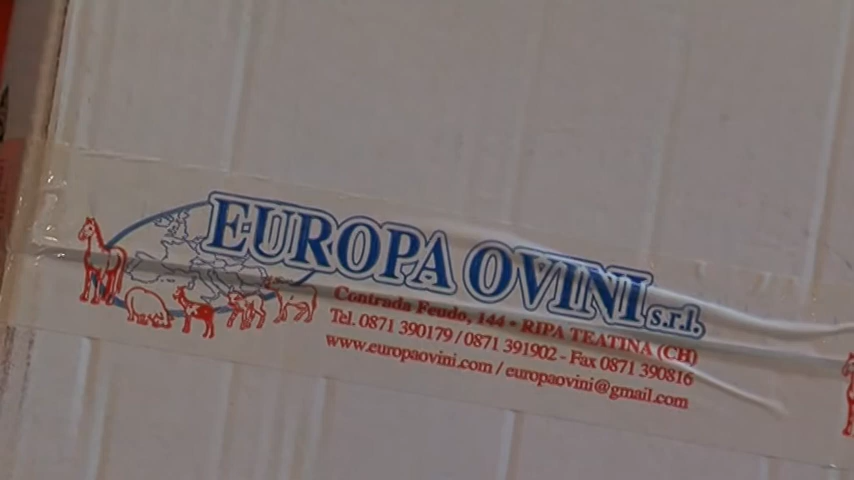 EUROPA OVINI s.r.l.
Contrada Feudo, 144 • RIPA TEATINA (CH)
Tel. 0871 390179 / 0871 391902 - Fax 0871 390816
www.europaovini.com / europaovini@gmail.com